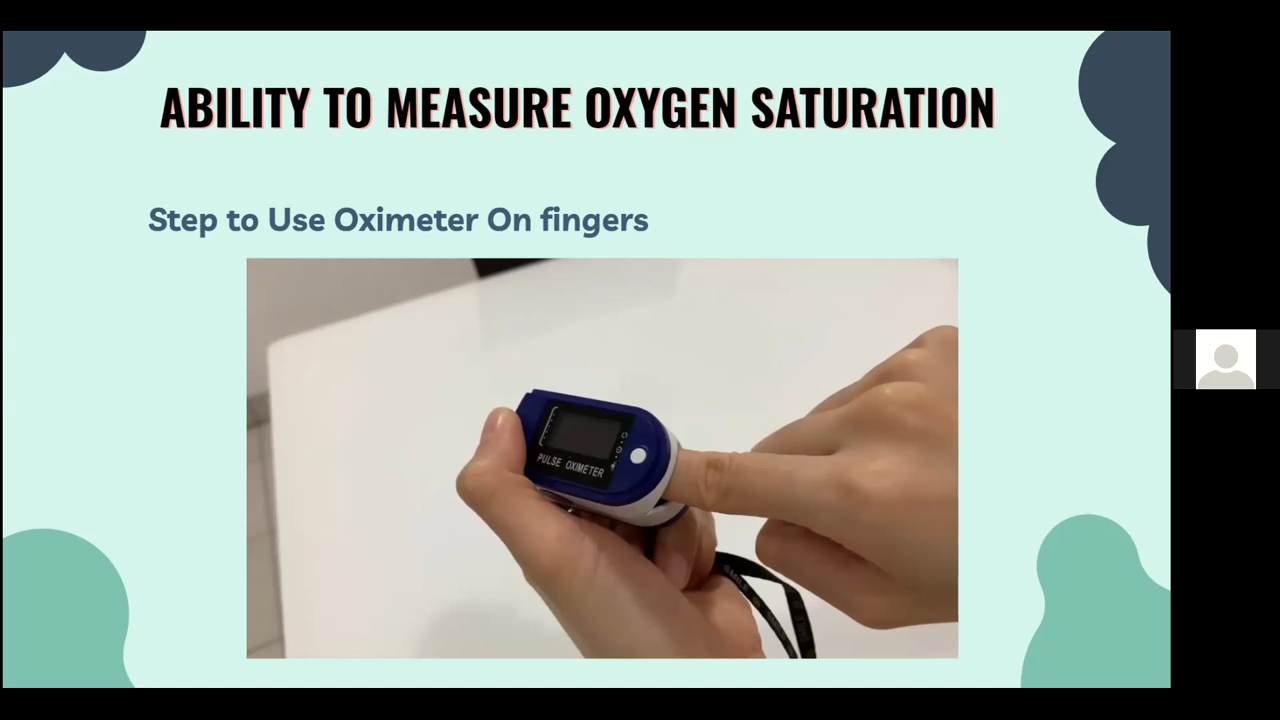 ABILITY TO MEASURE OXYGEN SATURATION
Step to Use Oximeter On fingers
PULSE OXIMETER